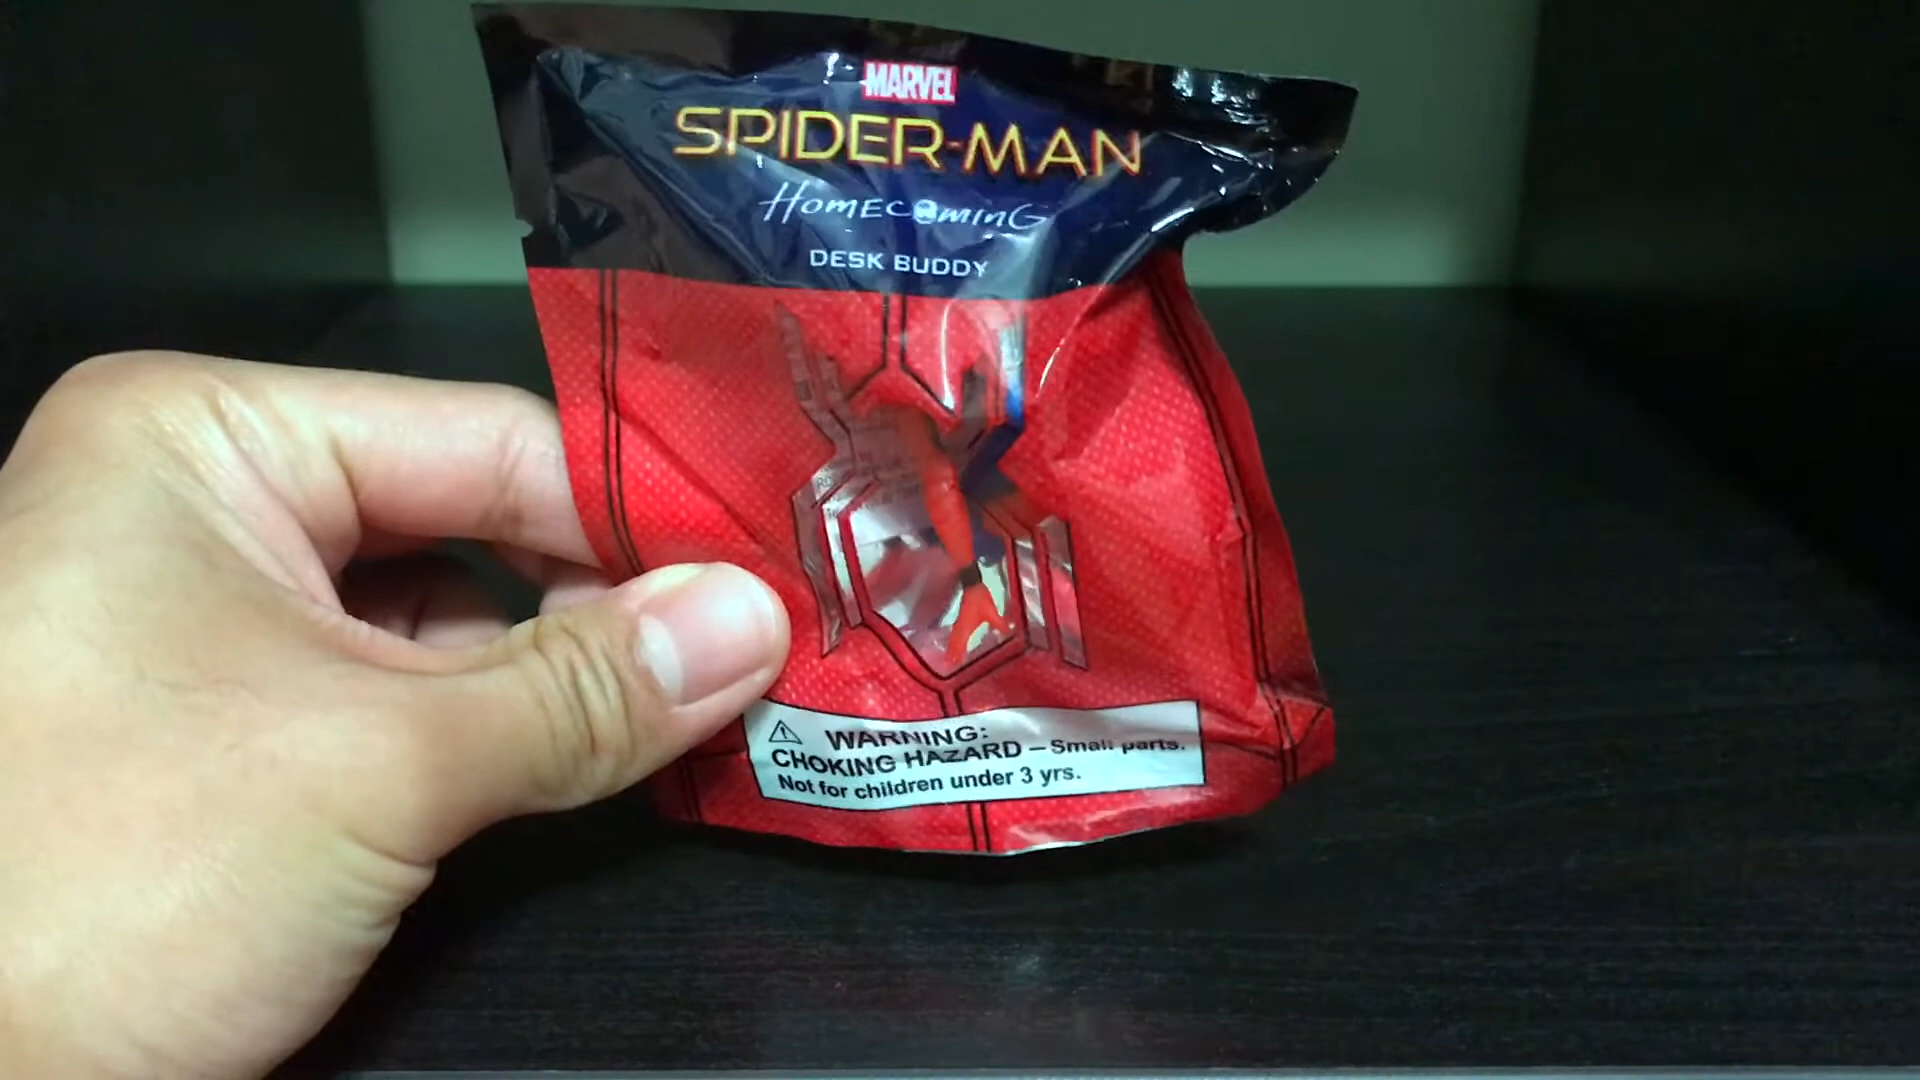 MARVEL
SPIDER-MAN
HOMECOMING
DESK BUDDY
WARNING:
CHOKING HAZARD – Small parts.
Not for children under 3 yrs.